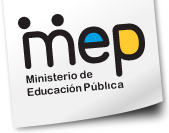 mep
Ministerio de
Educación Pública